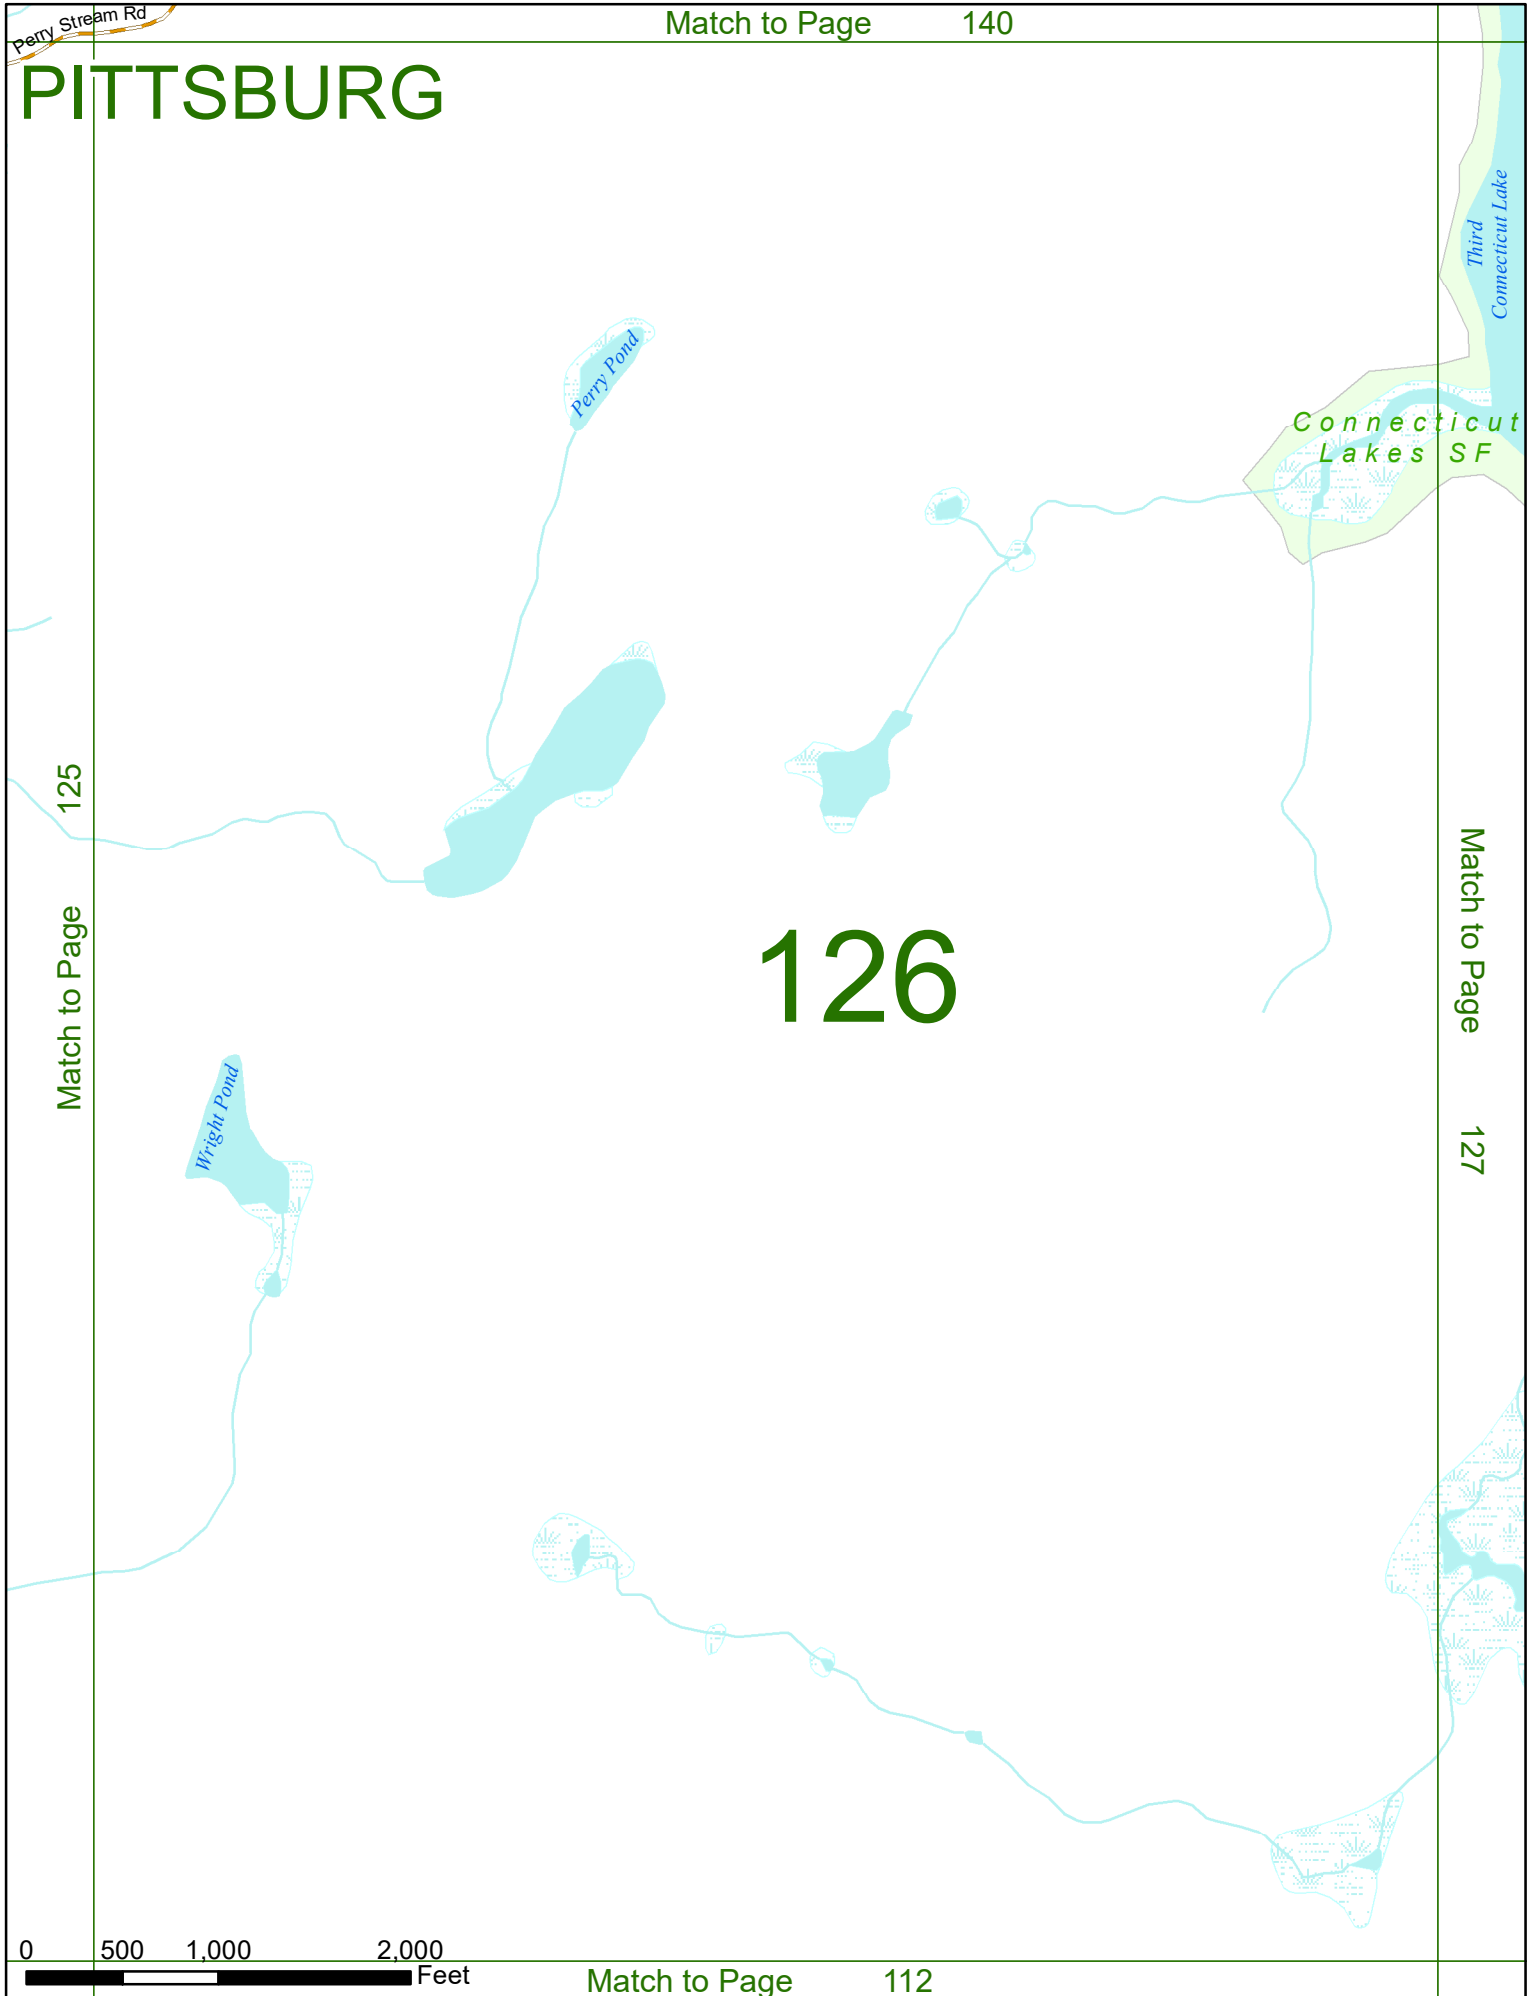 Perry Stream Rd
Match to Page 140
PITTSBURG
Third
Connecticut Lake
Perry Pond
Connecticut
Lakes SF
Match to Page 125
126
Match to Page 127
Wright Pond
0 500 1,000 2,000
Feet
Match to Page 112